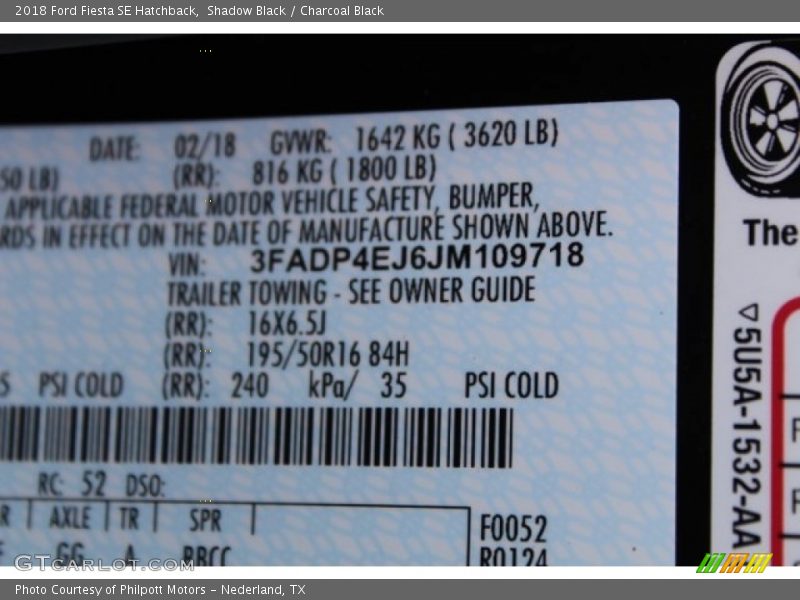 2018 Ford Fiesta SE Hatchback, Shadow Black / Charcoal Black
DATE: 02/18 GVWR: 1642 KG ( 3620 LB)
50 LB) (RR): 816 KG ( 1800 LB)
APPLICABLE FEDERAL MOTOR VEHICLE SAFETY, BUMPER,
RDS IN EFFECT ON THE DATE OF MANUFACTURE SHOWN ABOVE.
VIN: 3FADP4EJ6JM109718
TRAILER TOWING - SEE OWNER GUIDE
(RR): 16X6.5J
(RR): 195/50R16 84H
5 PSI COLD (RR): 240 kPa/ 35 PSI COLD
RC: 52 DSO:
R AXLE TR SPR F0052
GG A BBCC R0124
The
5U5A-1532-AA
GTCARLOT.COM
Photo Courtesy of Philpott Motors - Nederland, TX